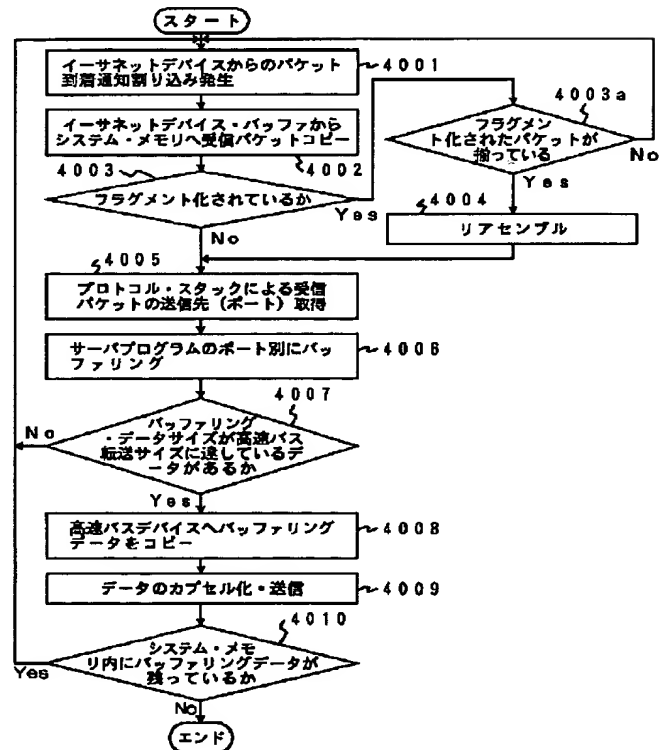 スタート
イーサネットデバイスからのパケット
到着通知割り込み発生
4001
イーサネットデバイス・バッファから
システム・メモリへ受信パケットコピー
4002
4003
フラグメント化されているか
Yes
No
4003a
フラグメン
ト化されたパケットが
揃っている
No
Yes
4004
リアセンブル
4005
プロトコル・スタックによる受信
パケットの送信先（ポート）取得
サーバプログラムのポート別にバッ
ファリング
4006
4007
バッファリング
・データサイズが高速バス
転送サイズに達しているデ
ータがあるか
No
Yes
高速バスデバイスへバッファリング
データをコピー
4008
データのカプセル化・送信
4009
4010
システム・メモ
リ内にバッファリングデータが
残っているか
Yes
No
エンド